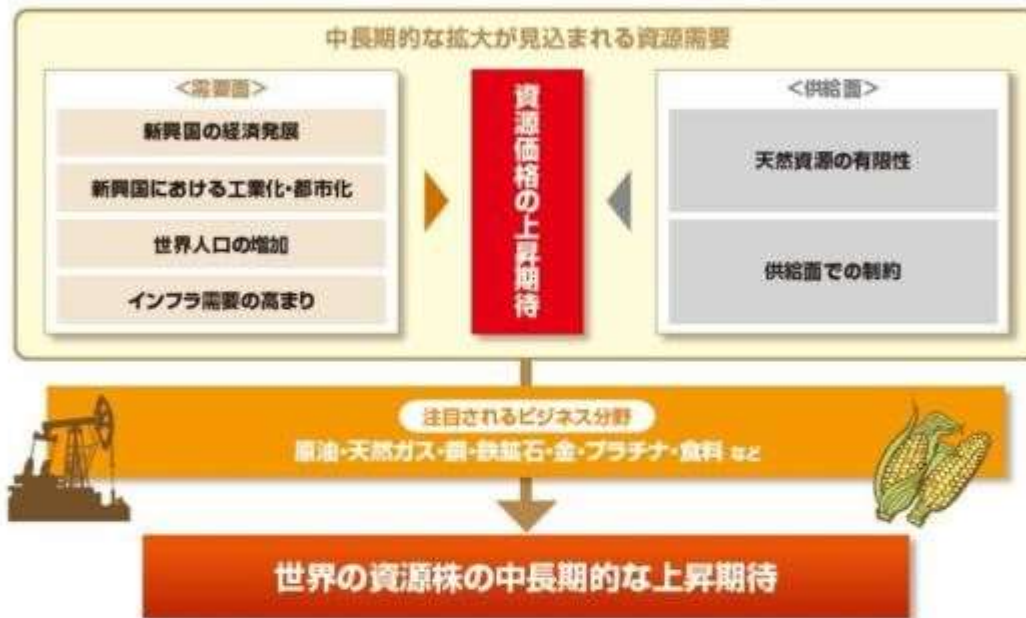 中長期的な拡大が見込まれる資源需要
<需要面>
新興国の経済発展
新興国における工業化・都市化
世界人口の増加
インフラ需要の高まり
資源価格の上昇期待
<供給面>
天然資源の有限性
供給面での制約
注目されるビジネス分野
原油・天然ガス・銅・鉄鉱石・金・プラチナ・食料 など
世界の資源株の中長期的な上昇期待